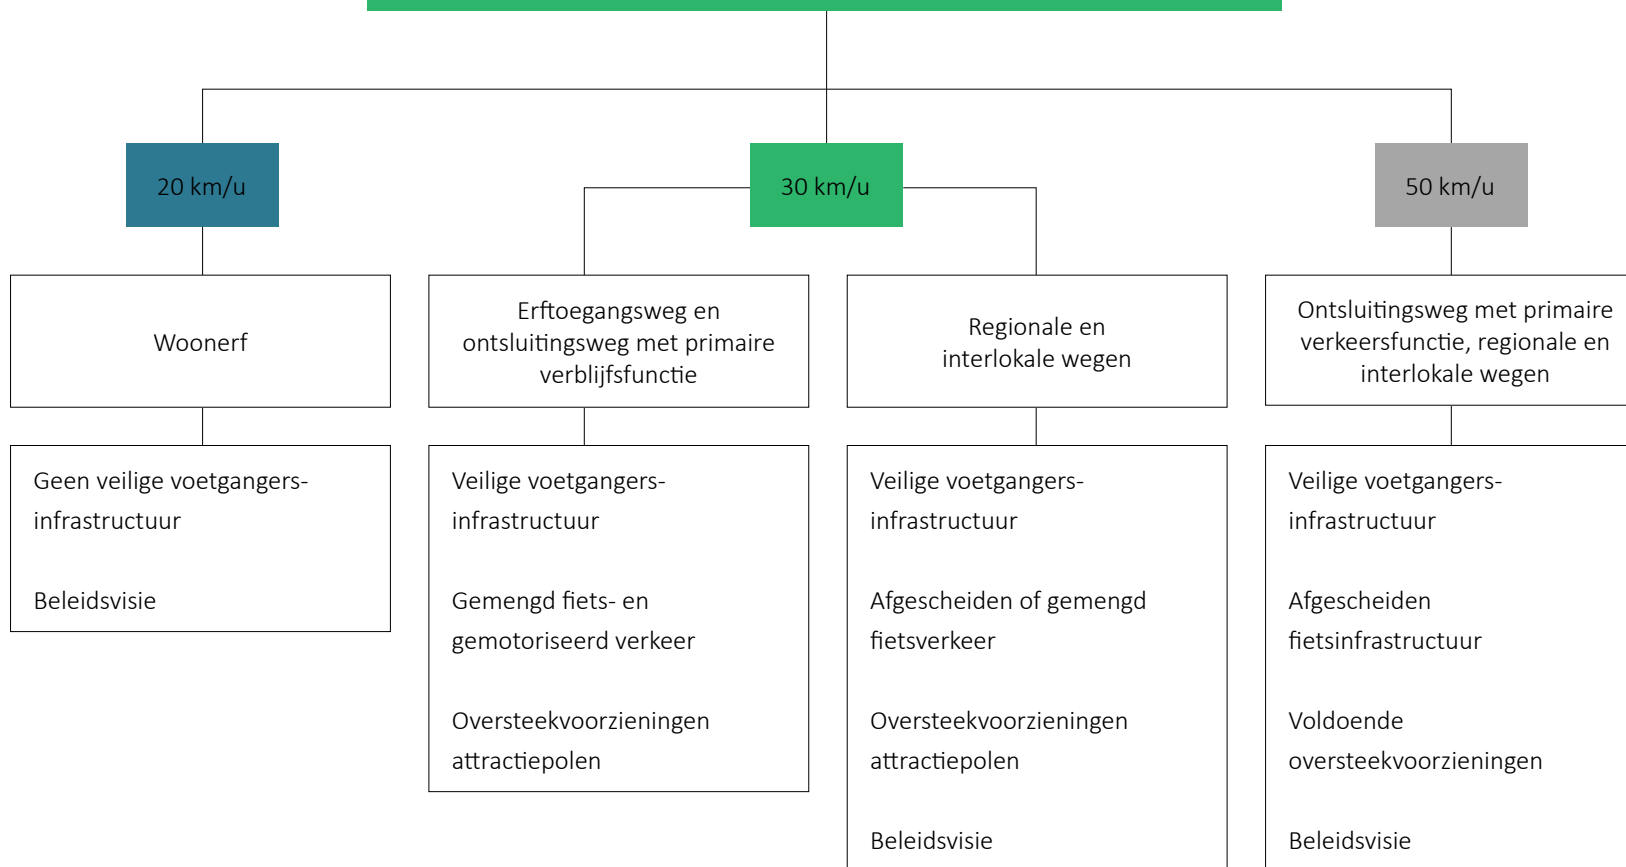 20 km/u
30 km/u
50 km/u
Woonerf
Erftoegangsweg en
ontsluitingsweg met primaire
verblijfsfunctie
Regionale en
interlokale wegen
Ontsluitingsweg met primaire
verkeersfunctie, regionale en
interlokale wegen
Geen veilige voetgangers-
infrastructuur
Beleidsvisie
Veilige voetgangers-
infrastructuur
Gemengd fiets- en
gemotoriseerd verkeer
Oversteekvoorzieningen
attractiepolen
Veilige voetgangers-
infrastructuur
Afgescheiden of gemengd
fietsverkeer
Oversteekvoorzieningen
attractiepolen
Beleidsvisie
Veilige voetgangers-
infrastructuur
Afgescheiden
fietsinfrastructuur
Voldoende
oversteekvoorzieningen
Beleidsvisie